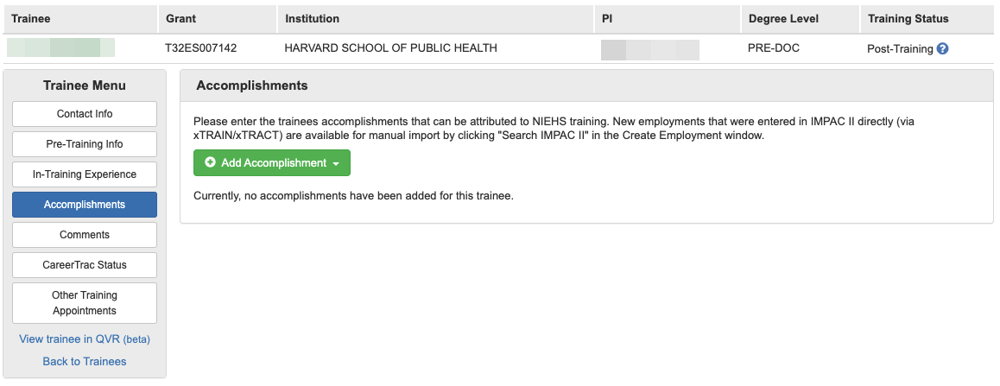 Trainee Grant Institution PI Degree Level Training Status
T32ES007142 HARVARD SCHOOL OF PUBLIC HEALTH PRE-DOC Post-Training ?
Trainee Menu
Contact Info
Pre-Training Info
In-Training Experience
Accomplishments
Comments
CareerTrac Status
Other Training
Appointments
View trainee in QVR (beta)
Back to Trainees
Accomplishments
Please enter the trainees accomplishments that can be attributed to NIEHS training. New employments that were entered in IMPAC II directly (via
xTRAIN/xTRACT) are available for manual import by clicking "Search IMPAC II" in the Create Employment window.
Add Accomplishment
Currently, no accomplishments have been added for this trainee.